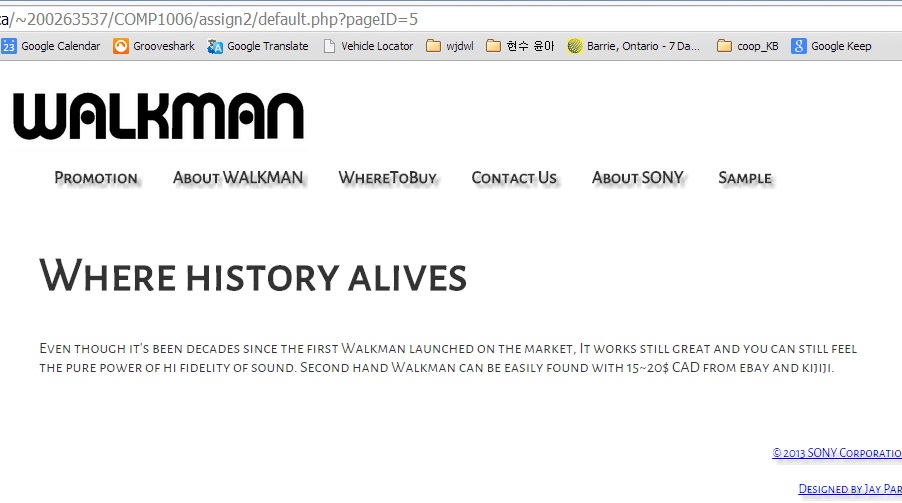 ca/~200263537/COMP1006/assign2/default.php?pageID=5
23 Google Calendar Grooveshark Google Translate Vehicle Locator wjdwl 현수 윤아 Barrie, Ontario - 7 Da... coop_KB 8 Google Keep
WALKMAN
Promotion About WALKMAN WhereToBuy Contact Us About SONY Sample
Where history alives
Even though it's been decades since the first Walkman launched on the market, It works still great and you can still feel
the pure power of hi fidelity of sound. Second hand Walkman can be easily found with 15~20$ CAD from ebay and kijiji.
© 2013 SONY Corporatio
Designed by Jay Par